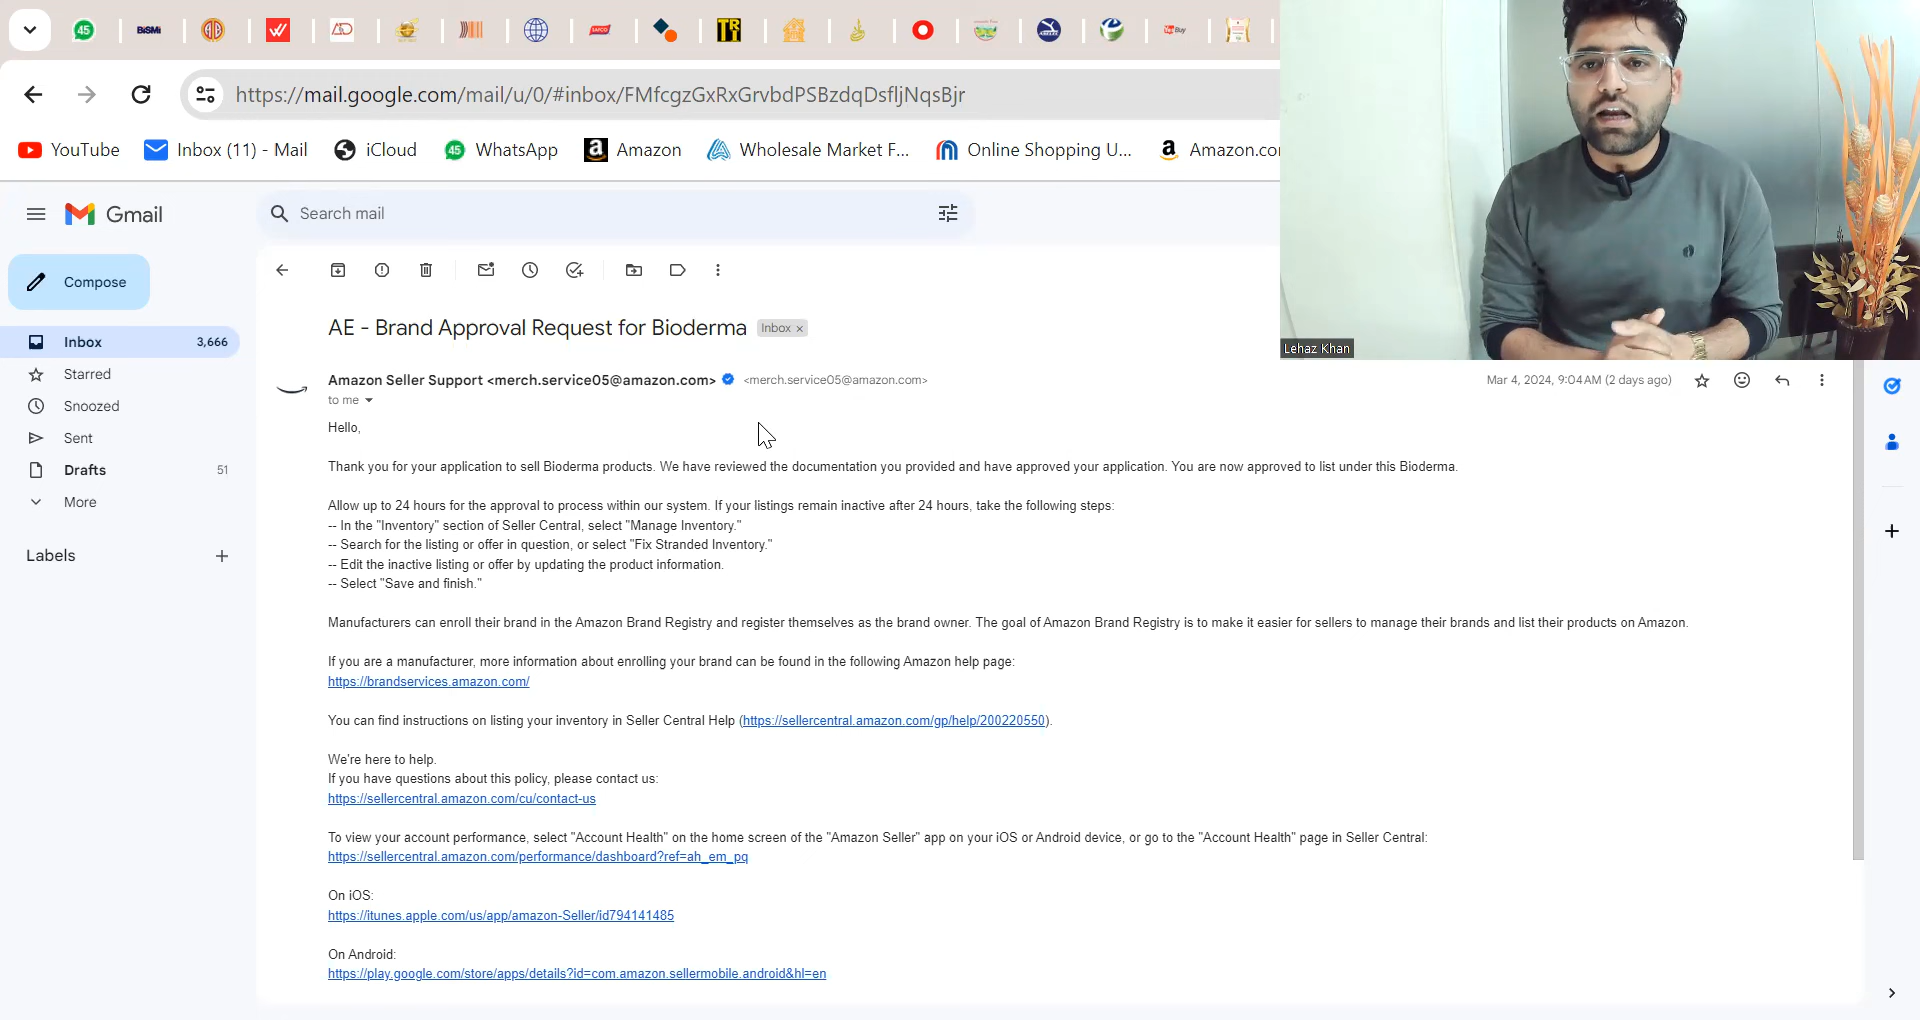 BiSMi
TR
Buy
https://mail.google.com/mail/u/0/#inbox/FMfcgzGxRxGrvbdPSBzdqDsfljNqsBjr
YouTube
Inbox (11) - Mail
iCloud
45 WhatsApp
Amazon
Wholesale Market F...
Online Shopping U...
Amazon.co
Gmail
Search mail
Compose
Inbox 3,666
Starred
Snoozed
Sent
Drafts 51
More
Labels
AE - Brand Approval Request for Bioderma Inbox ×
Lehaz Khan
Amazon Seller Support <merch.service05@amazon.com> <merch.service05@amazon.com>
Mar 4, 2024, 9:04 AM (2 days ago)
to me
Hello,
Thank you for your application to sell Bioderma products. We have reviewed the documentation you provided and have approved your application. You are now approved to list under this Bioderma.
Allow up to 24 hours for the approval to process within our system. If your listings remain inactive after 24 hours, take the following steps:
-- In the "Inventory" section of Seller Central, select "Manage Inventory."
-- Search for the listing or offer in question, or select "Fix Stranded Inventory."
-- Edit the inactive listing or offer by updating the product information.
-- Select "Save and finish."
Manufacturers can enroll their brand in the Amazon Brand Registry and register themselves as the brand owner. The goal of Amazon Brand Registry is to make it easier for sellers to manage their brands and list their products on Amazon.
If you are a manufacturer, more information about enrolling your brand can be found in the following Amazon help page:
https://brandservices.amazon.com/
You can find instructions on listing your inventory in Seller Central Help (https://sellercentral.amazon.com/gp/help/200220550).
We're here to help.
If you have questions about this policy, please contact us:
https://sellercentral.amazon.com/cu/contact-us
To view your account performance, select "Account Health" on the home screen of the "Amazon Seller" app on your iOS or Android device, or go to the "Account Health" page in Seller Central:
https://sellercentral.amazon.com/performance/dashboard?ref=ah_em_pq
On iOS:
https://itunes.apple.com/us/app/amazon-Seller/id794141485
On Android:
https://play.google.com/store/apps/details?id=com.amazon.sellermobile.android&hl=en